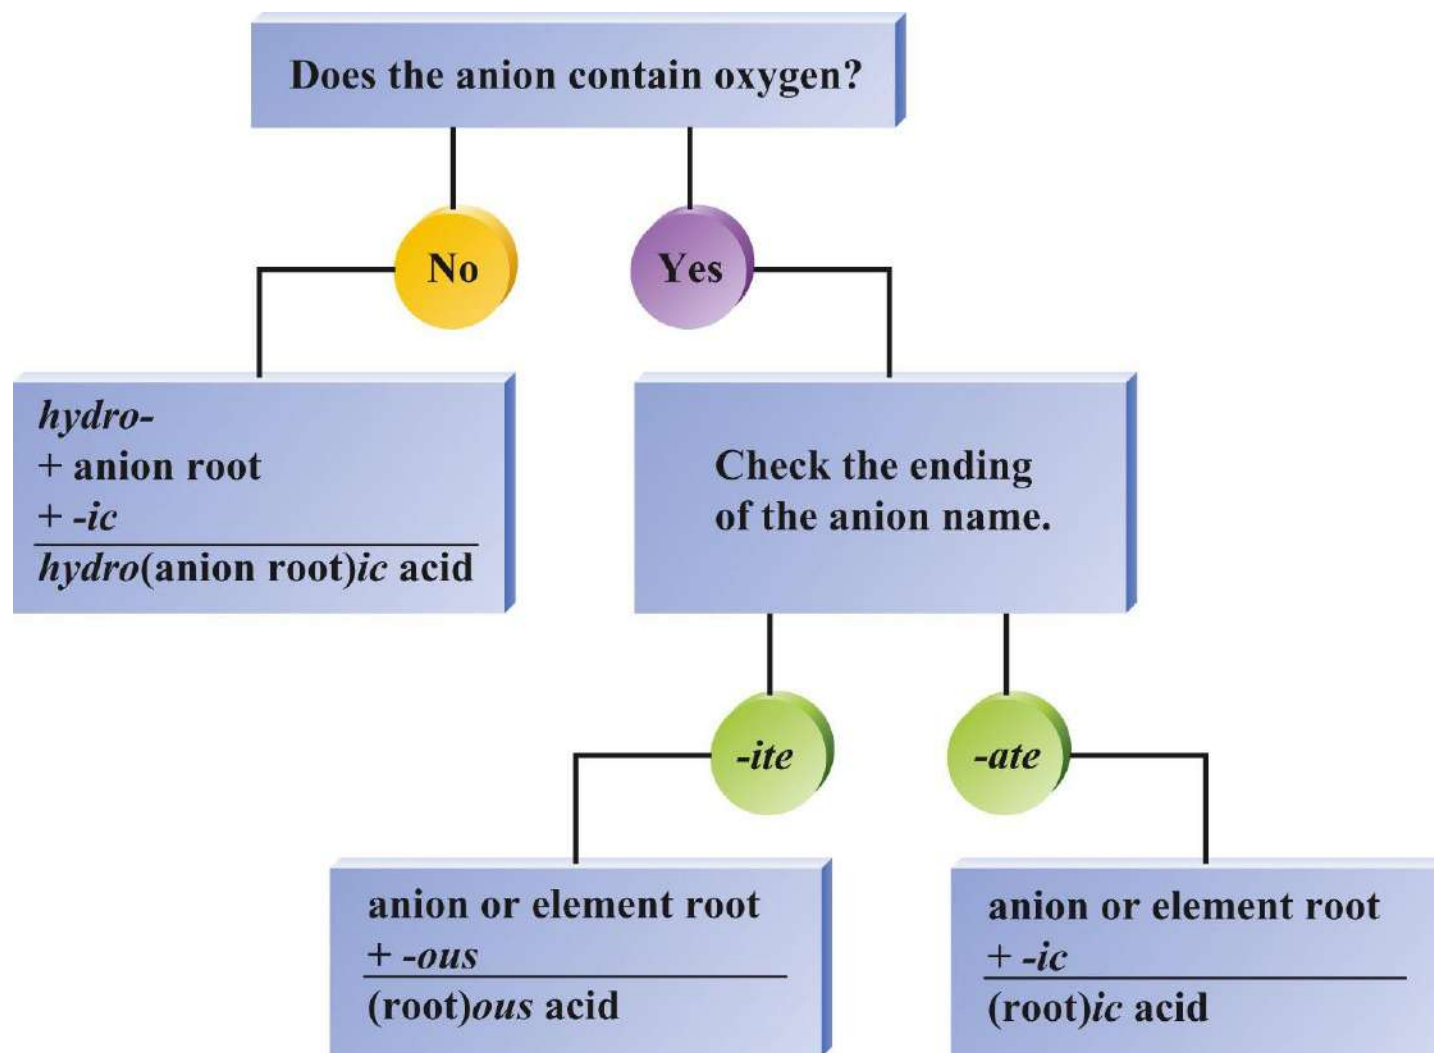 Does the anion contain oxygen?
No
Yes
hydro-
+ anion root
+ -ic
hydro(anion root)ic acid
Check the ending
of the anion name.
-ite
-ate
anion or element root
+ -ous
(root)ous acid
anion or element root
+ -ic
(root)ic acid